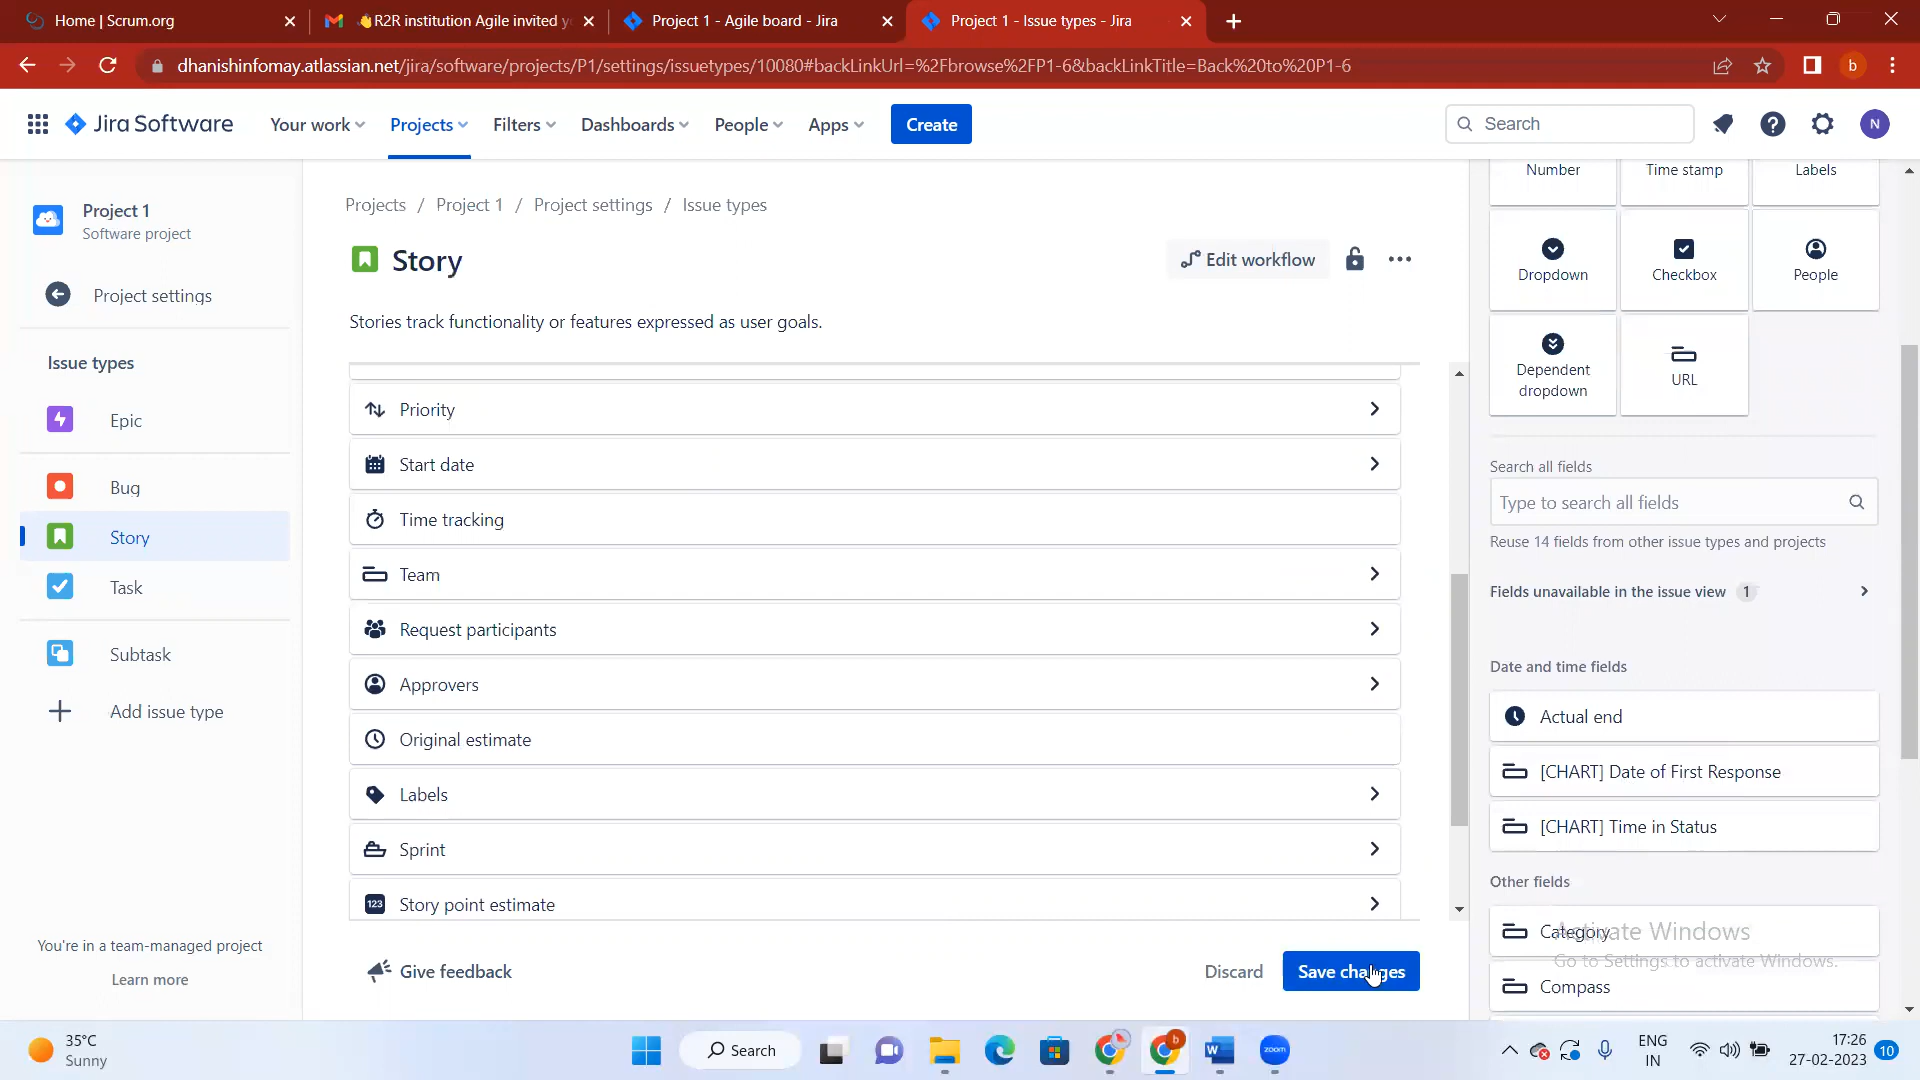 Home | Scrum.org
👋R2R institution Agile invited y
Project 1 - Agile board - Jira
Project 1 - Issue types - Jira
dhanishinfomay.atlassian.net/jira/software/projects/P1/settings/issuetypes/10080#backLinkUrl=%2Fbrowse%2FP1-6&backLinkTitle=Back%20to%20P1-6
b
Jira Software
Your work
Projects
Filters
Dashboards
People
Apps
Create
Search
N
Project 1
Software project
Project settings
Issue types
Epic
Bug
Story
Task
Subtask
Add issue type
You're in a team-managed project
Learn more
Projects / Project 1 / Project settings / Issue types
Story
Edit workflow
Stories track functionality or features expressed as user goals.
Priority
Start date
Time tracking
Team
Request participants
Approvers
Original estimate
Labels
Sprint
123 Story point estimate
Give feedback
Discard
Save changes
Number
Time stamp
Labels
Dropdown
Checkbox
People
Dependent
dropdown
URL
Search all fields
Type to search all fields
Reuse 14 fields from other issue types and projects
Fields unavailable in the issue view 1
Date and time fields
Actual end
[CHART] Date of First Response
[CHART] Time in Status
Other fields
Category
Activate Windows
Go to Settings to activate Windows.
Compass
35°C
Sunny
Search
b
zoom
ENG
IN
17:26
27-02-2023
10